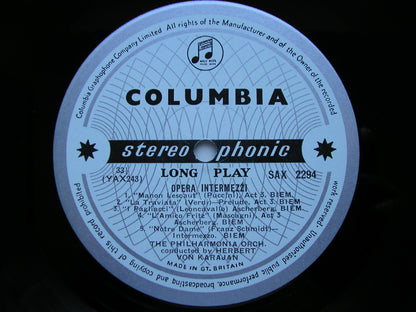 Columbia Graphophone Company Limited. All rights of the Manufacturer and of the Owner of the recorded
work reserved. Unauthorised public performance, broadcasting and copying of this record prohibited
COLUMBIA
stereophonic
LONG PLAY
33⅓
(YAX243)
SAX 2294
OPERA INTERMEZZI
1. "Manon Lescaut" (Puccini), Act 3. BIEM
2. "La Traviata" (Verdi)—Prelude, Act 3. BIEM
3. "I Pagliacci" (Leoncavallo) Ascherberg. BIEM
4. "L'Amico Fritz" (Mascagni), Act 3
Ascherberg. BIEM
5. "Notre Dame" (Franz Schmidt)—
Intermezzo. BIEM
THE PHILHARMONIA ORCH.
conducted by HERBERT
VON KARAJAN
MADE IN GT. BRITAIN